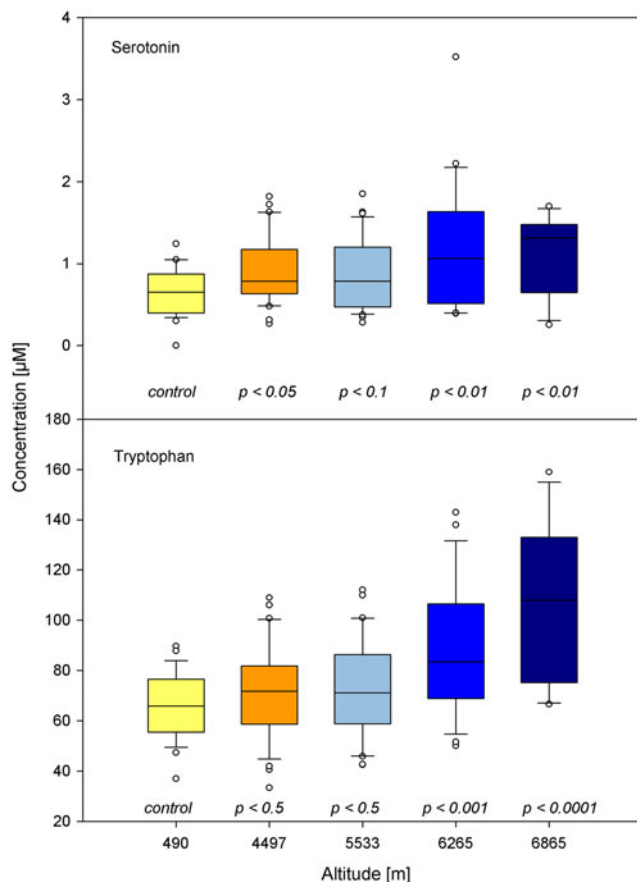 4
Serotonin
3
2
1
0
control p < 0.05 p < 0.1 p < 0.01 p < 0.01
Concentration [µM]
180
Tryptophan
160
140
120
100
80
60
40
control p < 0.5 p < 0.5 p < 0.001 p < 0.0001
20
490 4497 5533 6265 6865
Altitude [m]